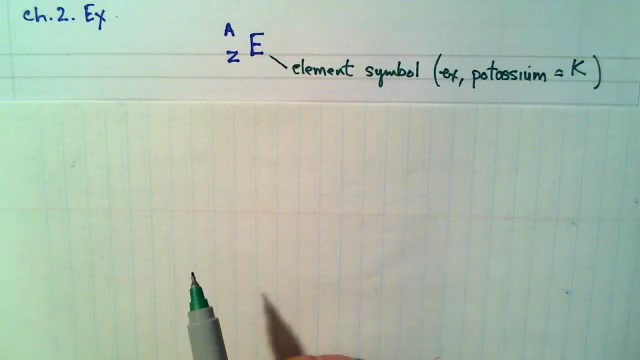 ch. 2. Ex
A
Z E
element symbol (ex, potassium = K)